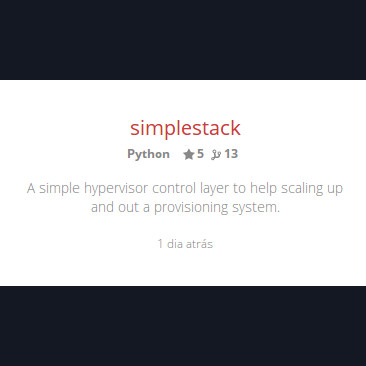 simplestack
Python 5 13
A simple hypervisor control layer to help scaling up
and out a provisioning system.
1 dia atrás